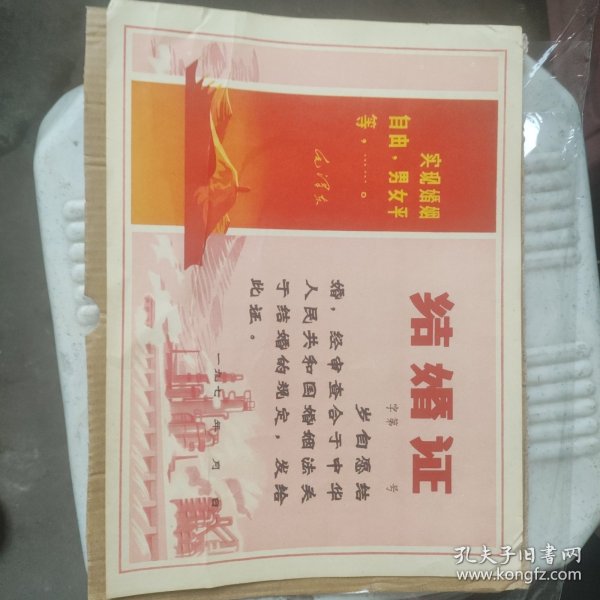 实现婚姻
自由，男女平
等，……。
毛泽东
结婚证
字第 号
岁自愿结
婚，经审查合于中华
人民共和国婚姻法关
于结婚的规定，发给
此证。
一九七 年 月 日
孔夫子旧书网
www.kongfz.com